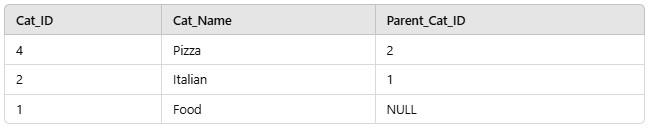 Cat_ID Cat_Name Parent_Cat_ID
4 Pizza 2
2 Italian 1
1 Food NULL